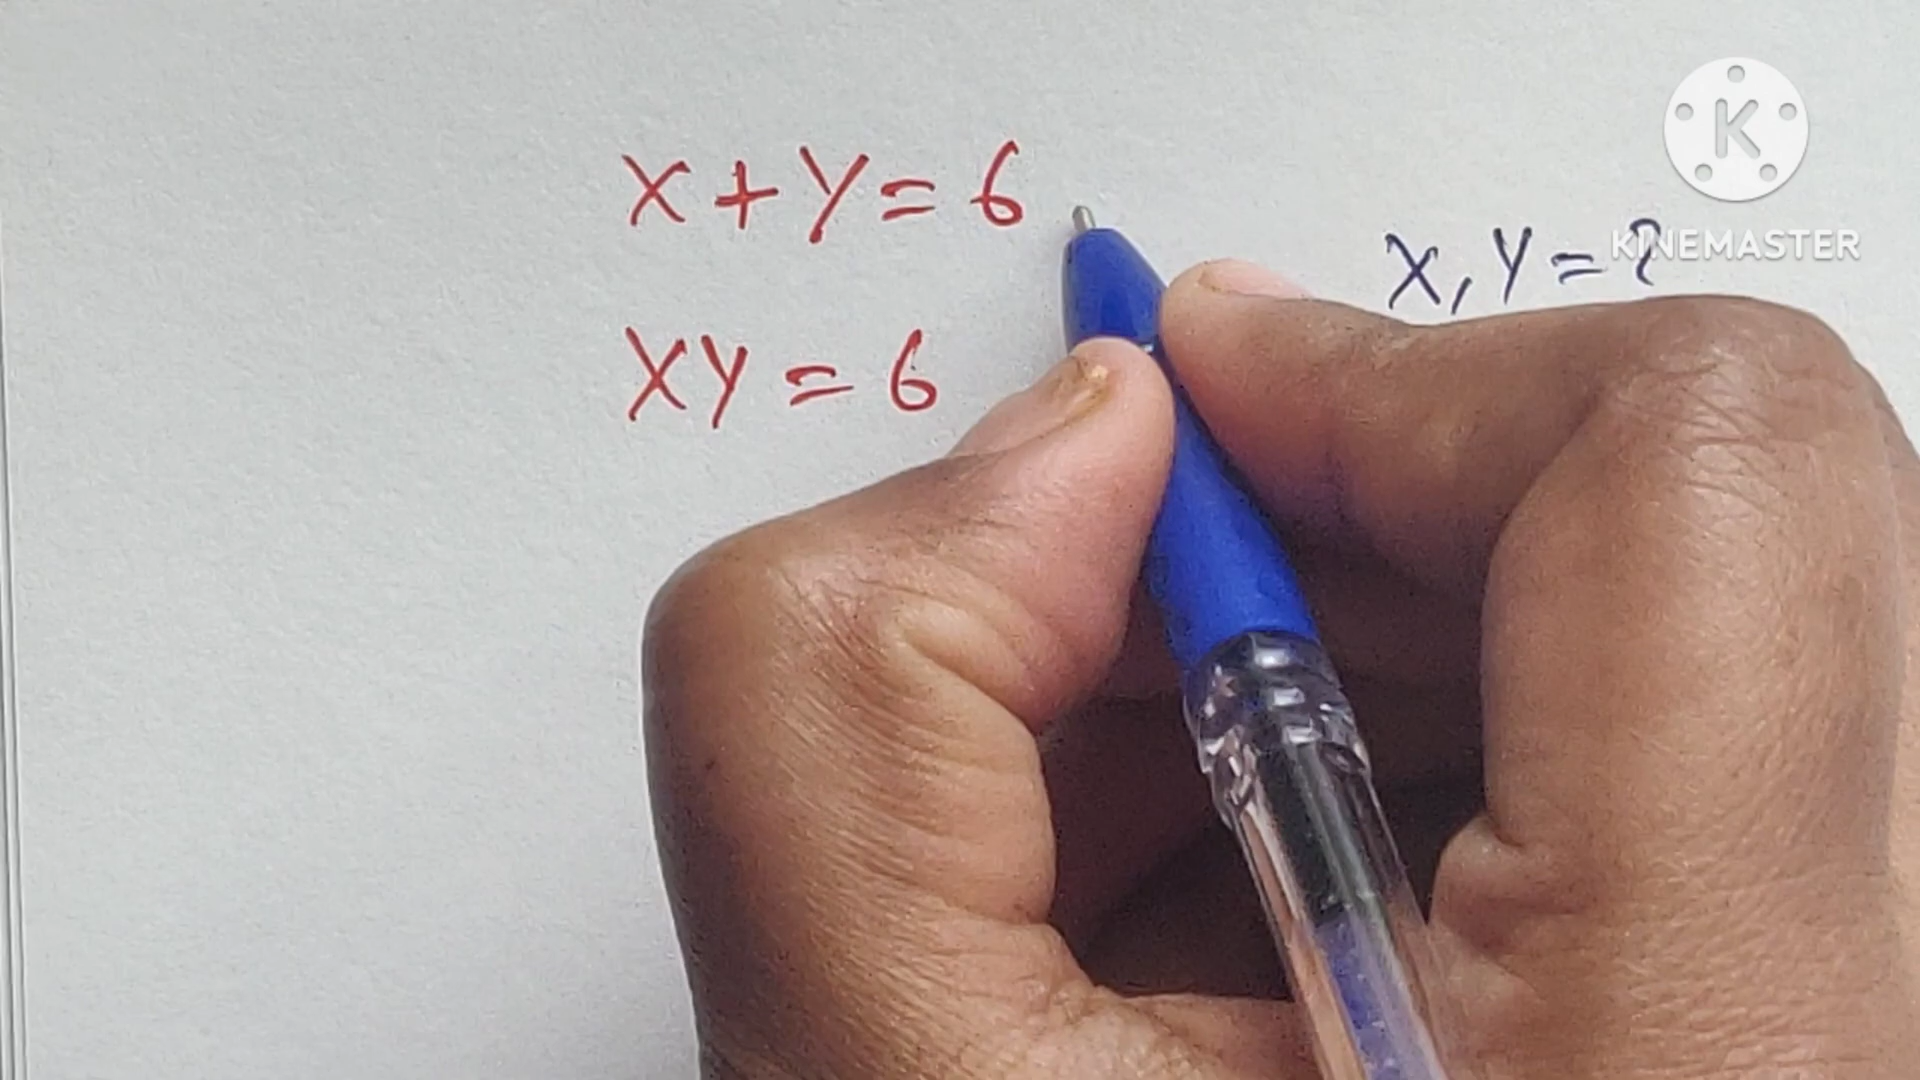 X + Y = 6
XY = 6
X, Y = ?
K
KINEMASTER